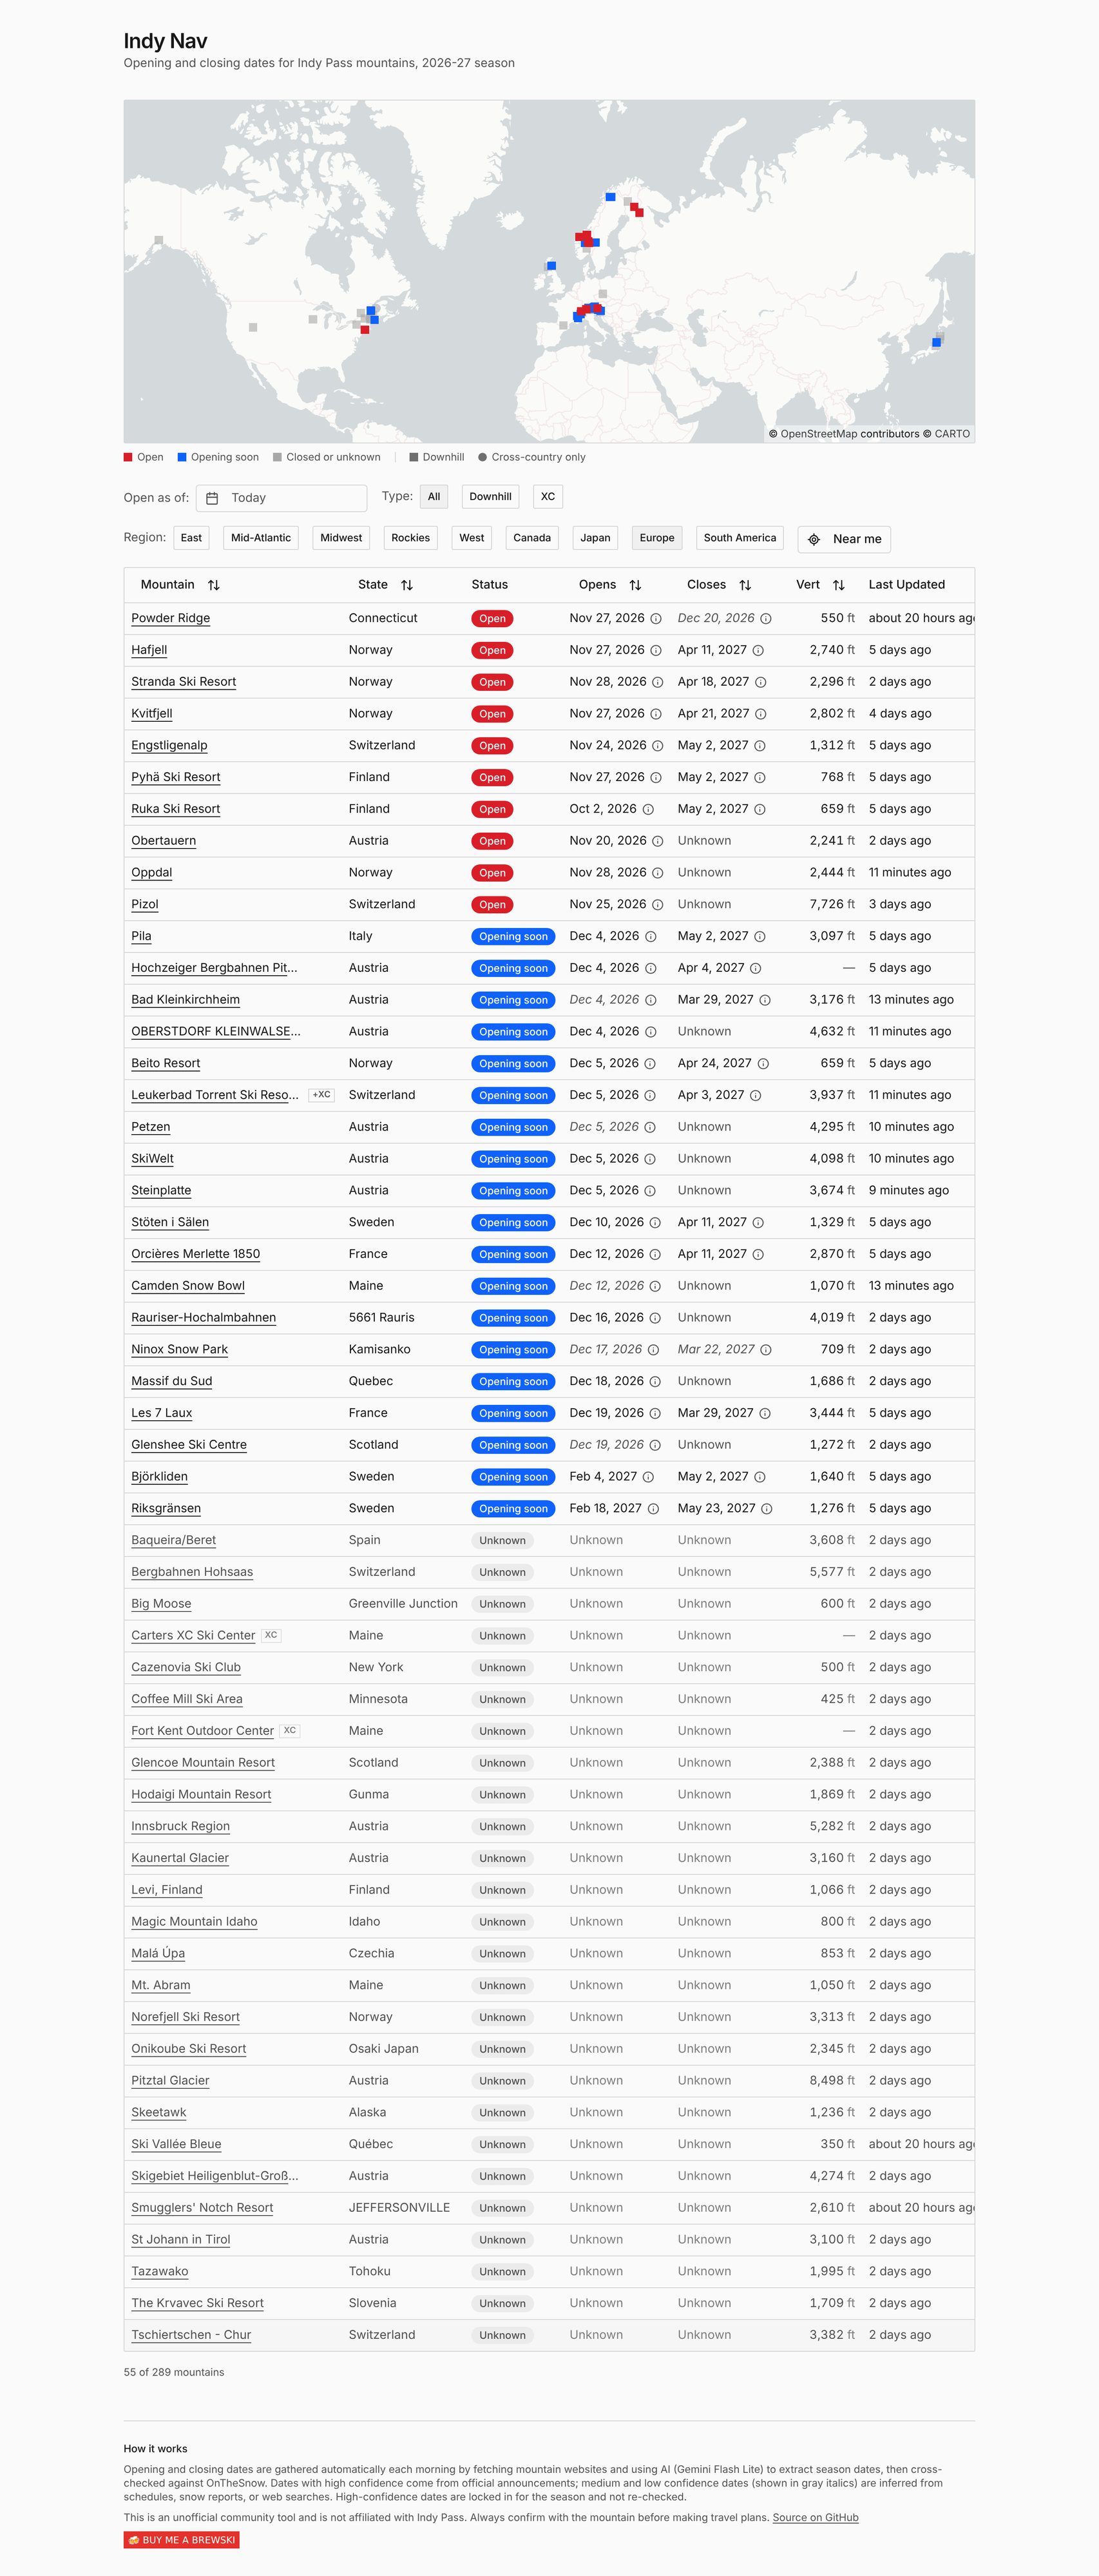 Indy Nav
Opening and closing dates for Indy Pass mountains, 2026-27 season
© OpenStreetMap contributors © CARTO
Open Opening soon Closed or unknown Downhill Cross-country only
Open as of: Today Type: All Downhill XC
Region: East Mid-Atlantic Midwest Rockies West Canada Japan Europe South America Near me
Mountain State Status Opens Closes Vert Last Updated
Powder Ridge Connecticut Open Nov 27, 2026 Dec 20, 2026 550 ft about 20 hours ago
Hafjell Norway Open Nov 27, 2026 Apr 11, 2027 2,740 ft 5 days ago
Stranda Ski Resort Norway Open Nov 28, 2026 Apr 18, 2027 2,296 ft 2 days ago
Kvitfjell Norway Open Nov 27, 2026 Apr 21, 2027 2,802 ft 4 days ago
Engstligenalp Switzerland Open Nov 24, 2026 May 2, 2027 1,312 ft 5 days ago
Pyhä Ski Resort Finland Open Nov 27, 2026 May 2, 2027 768 ft 5 days ago
Ruka Ski Resort Finland Open Oct 2, 2026 May 2, 2027 659 ft 5 days ago
Obertauern Austria Open Nov 20, 2026 Unknown 2,241 ft 2 days ago
Oppdal Norway Open Nov 28, 2026 Unknown 2,444 ft 11 minutes ago
Pizol Switzerland Open Nov 25, 2026 Unknown 7,726 ft 3 days ago
Pila Italy Opening soon Dec 4, 2026 May 2, 2027 3,097 ft 5 days ago
Hochzeiger Bergbahnen Pit... Austria Opening soon Dec 4, 2026 Apr 4, 2027 — 5 days ago
Bad Kleinkirchheim Austria Opening soon Dec 4, 2026 Mar 29, 2027 3,176 ft 13 minutes ago
OBERSTDORF KLEINWALSE... Austria Opening soon Dec 4, 2026 Unknown 4,632 ft 11 minutes ago
Beito Resort Norway Opening soon Dec 5, 2026 Apr 24, 2027 659 ft 5 days ago
Leukerbad Torrent Ski Reso... +XC Switzerland Opening soon Dec 5, 2026 Apr 3, 2027 3,937 ft 11 minutes ago
Petzen Austria Opening soon Dec 5, 2026 Unknown 4,295 ft 10 minutes ago
SkiWelt Austria Opening soon Dec 5, 2026 Unknown 4,098 ft 10 minutes ago
Steinplatte Austria Opening soon Dec 5, 2026 Unknown 3,674 ft 9 minutes ago
Stöten i Sälen Sweden Opening soon Dec 10, 2026 Apr 11, 2027 1,329 ft 5 days ago
Orcières Merlette 1850 France Opening soon Dec 12, 2026 Apr 11, 2027 2,870 ft 5 days ago
Camden Snow Bowl Maine Opening soon Dec 12, 2026 Unknown 1,070 ft 13 minutes ago
Rauriser-Hochalmbahnen 5661 Rauris Opening soon Dec 16, 2026 Unknown 4,019 ft 2 days ago
Ninox Snow Park Kamisanko Opening soon Dec 17, 2026 Mar 22, 2027 709 ft 2 days ago
Massif du Sud Quebec Opening soon Dec 18, 2026 Unknown 1,686 ft 2 days ago
Les 7 Laux France Opening soon Dec 19, 2026 Mar 29, 2027 3,444 ft 5 days ago
Glenshee Ski Centre Scotland Opening soon Dec 19, 2026 Unknown 1,272 ft 2 days ago
Björkliden Sweden Opening soon Feb 4, 2027 May 2, 2027 1,640 ft 5 days ago
Riksgränsen Sweden Opening soon Feb 18, 2027 May 23, 2027 1,276 ft 5 days ago
Baqueira/Beret Spain Unknown Unknown Unknown 3,608 ft 2 days ago
Bergbahnen Hohsaas Switzerland Unknown Unknown Unknown 5,577 ft 2 days ago
Big Moose Greenville Junction Unknown Unknown Unknown 600 ft 2 days ago
Carters XC Ski Center XC Maine Unknown Unknown Unknown — 2 days ago
Cazenovia Ski Club New York Unknown Unknown Unknown 500 ft 2 days ago
Coffee Mill Ski Area Minnesota Unknown Unknown Unknown 425 ft 2 days ago
Fort Kent Outdoor Center XC Maine Unknown Unknown Unknown — 2 days ago
Glencoe Mountain Resort Scotland Unknown Unknown Unknown 2,388 ft 2 days ago
Hodaigi Mountain Resort Gunma Unknown Unknown Unknown 1,869 ft 2 days ago
Innsbruck Region Austria Unknown Unknown Unknown 5,282 ft 2 days ago
Kaunertal Glacier Austria Unknown Unknown Unknown 3,160 ft 2 days ago
Levi, Finland Finland Unknown Unknown Unknown 1,066 ft 2 days ago
Magic Mountain Idaho Idaho Unknown Unknown Unknown 800 ft 2 days ago
Malá Úpa Czechia Unknown Unknown Unknown 853 ft 2 days ago
Mt. Abram Maine Unknown Unknown Unknown 1,050 ft 2 days ago
Norefjell Ski Resort Norway Unknown Unknown Unknown 3,313 ft 2 days ago
Onikoube Ski Resort Osaki Japan Unknown Unknown Unknown 2,345 ft 2 days ago
Pitztal Glacier Austria Unknown Unknown Unknown 8,498 ft 2 days ago
Skeetawk Alaska Unknown Unknown Unknown 1,236 ft 2 days ago
Ski Vallée Bleue Québec Unknown Unknown Unknown 350 ft about 20 hours ago
Skigebiet Heiligenblut-Groß... Austria Unknown Unknown Unknown 4,274 ft 2 days ago
Smugglers' Notch Resort JEFFERSONVILLE Unknown Unknown Unknown 2,610 ft about 20 hours ago
St Johann in Tirol Austria Unknown Unknown Unknown 3,100 ft 2 days ago
Tazawako Tohoku Unknown Unknown Unknown 1,995 ft 2 days ago
The Krvavec Ski Resort Slovenia Unknown Unknown Unknown 1,709 ft 2 days ago
Tschiertschen - Chur Switzerland Unknown Unknown Unknown 3,382 ft 2 days ago
55 of 289 mountains
How it works
Opening and closing dates are gathered automatically each morning by fetching mountain websites and using AI (Gemini Flash Lite) to extract season dates, then cross-
checked against OnTheSnow. Dates with high confidence come from official announcements; medium and low confidence dates (shown in gray italics) are inferred from
schedules, snow reports, or web searches. High-confidence dates are locked in for the season and not re-checked.
This is an unofficial community tool and is not affiliated with Indy Pass. Always confirm with the mountain before making travel plans. Source on GitHub
BUY ME A BREWSKI